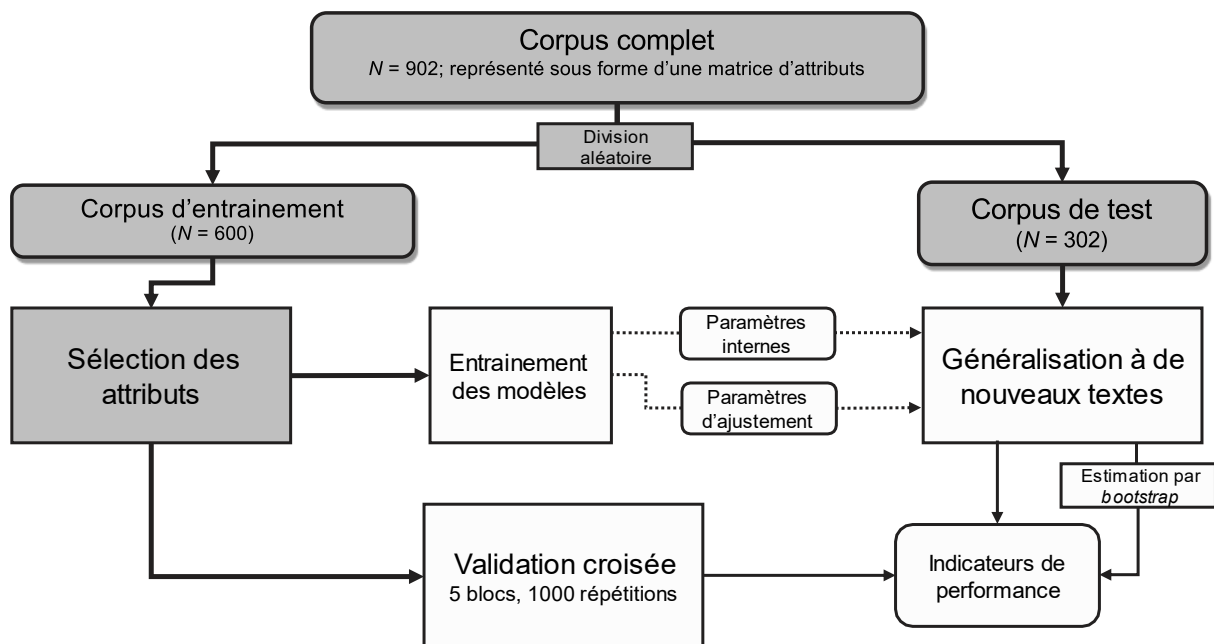 Corpus complet
N = 902; représenté sous forme d'une matrice d'attributs
Division
aléatoire
Corpus d'entrainement
(N = 600)
Corpus de test
(N = 302)
Sélection des
attributs
Entrainement
des modèles
Paramètres
internes
Paramètres
d'ajustement
Généralisation à de
nouveaux textes
Estimation par
bootstrap
Validation croisée
5 blocs, 1000 répétitions
Indicateurs de
performance